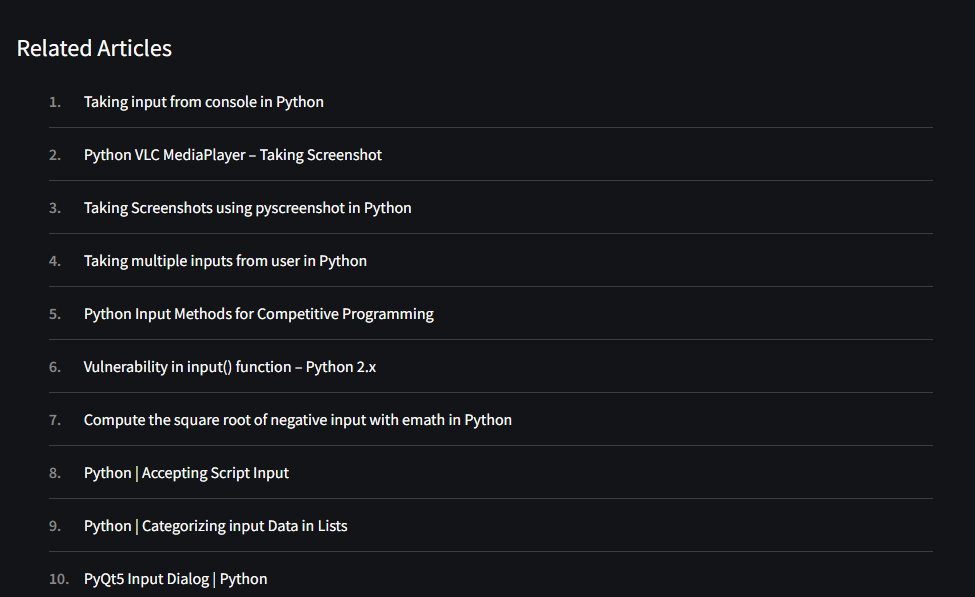 Related Articles
1. Taking input from console in Python
2. Python VLC MediaPlayer – Taking Screenshot
3. Taking Screenshots using pyscreenshot in Python
4. Taking multiple inputs from user in Python
5. Python Input Methods for Competitive Programming
6. Vulnerability in input() function – Python 2.x
7. Compute the square root of negative input with emath in Python
8. Python | Accepting Script Input
9. Python | Categorizing input Data in Lists
10. PyQt5 Input Dialog | Python